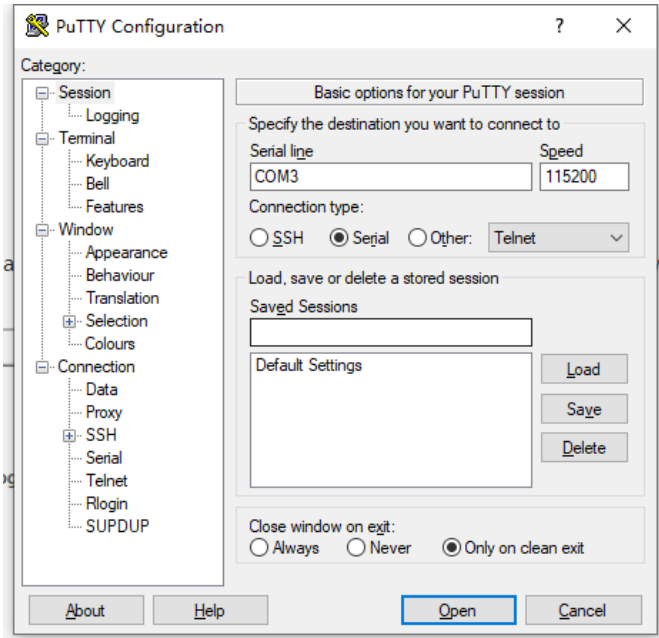 PuTTY Configuration
Category:
Session
Logging
Terminal
Keyboard
Bell
Features
Window
Appearance
Behaviour
Translation
Selection
Colours
Connection
Data
Proxy
SSH
Serial
Telnet
Rlogin
SUPDUP
Basic options for your PuTTY session
Specify the destination you want to connect to
Serial line Speed
COM3 115200
Connection type:
SSH Serial Other: Telnet
Load, save or delete a stored session
Saved Sessions
Default Settings
Load
Save
Delete
Close window on exit:
Always Never Only on clean exit
About Help Open Cancel